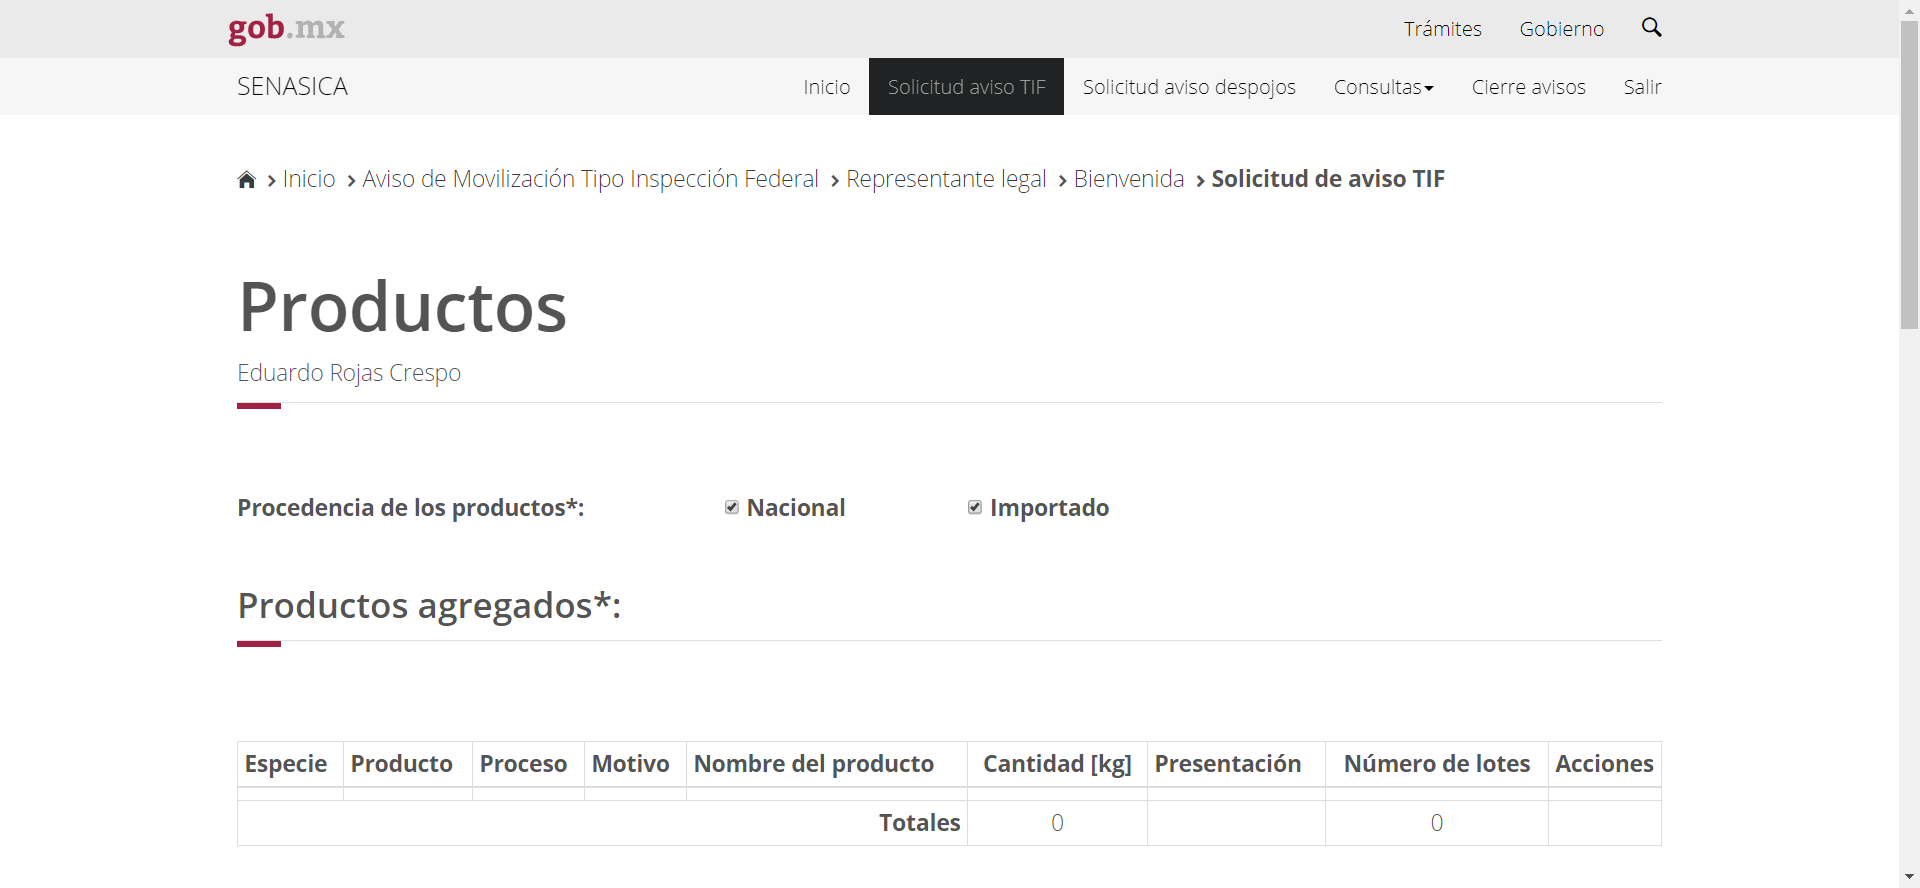 gob.mx
Trámites Gobierno
SENASICA
Inicio Solicitud aviso TIF Solicitud aviso despojos Consultas Cierre avisos Salir
Inicio Aviso de Movilización Tipo Inspección Federal Representante legal Bienvenida Solicitud de aviso TIF
Productos
Eduardo Rojas Crespo
Procedencia de los productos*: Nacional Importado
Productos agregados*:
Especie Producto Proceso Motivo Nombre del producto Cantidad [kg] Presentación Número de lotes Acciones
Totales 0 0